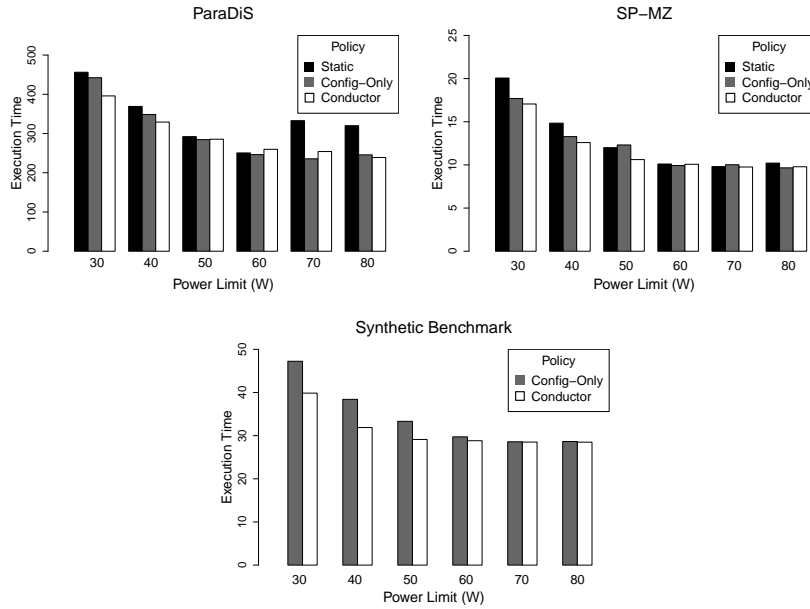 ParaDiS
Execution Time
0
100
200
300
400
500
Policy
Static
Config−Only
Conductor
30 40 50 60 70 80
Power Limit (W)
SP−MZ
Execution Time
0
5
10
15
20
25
Policy
Static
Config−Only
Conductor
30 40 50 60 70 80
Power Limit (W)
Synthetic Benchmark
Execution Time
0
10
20
30
40
50
Policy
Config−Only
Conductor
30 40 50 60 70 80
Power Limit (W)